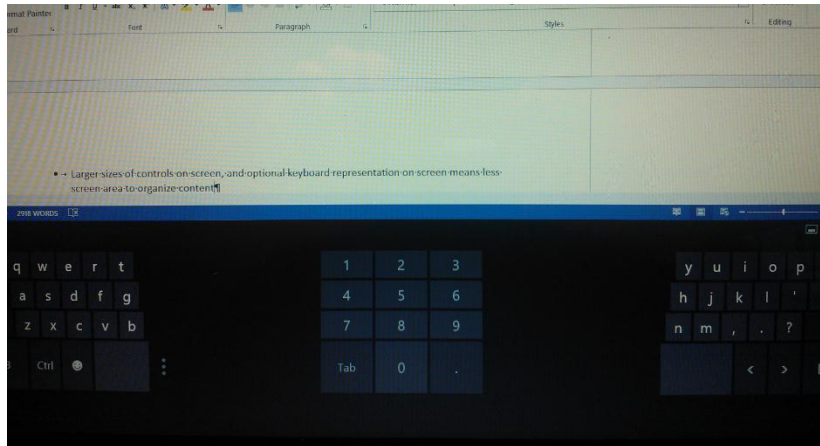 rmat Painter
Font
Paragraph
Styles
Editing
Larger sizes of controls on screen, and optional keyboard representation on screen means less
screen area to organize content
2918 WORDS
q w e r t
1 2 3
y u i o p
a s d f g
4 5 6
h j k l '
z x c v b
7 8 9
n m , . ?
Ctrl
Tab 0 .
< >